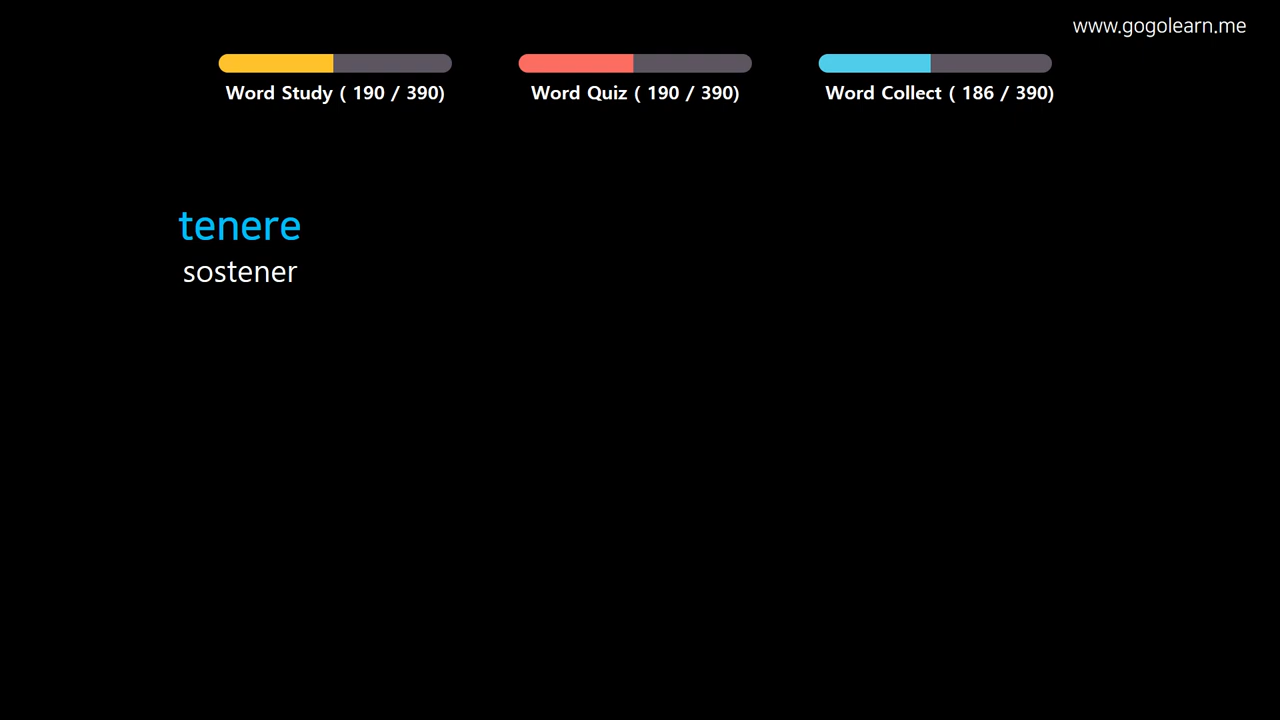 www.gogolearn.me
Word Study ( 190 / 390)
Word Quiz ( 190 / 390)
Word Collect ( 186 / 390)
tenere
sostener